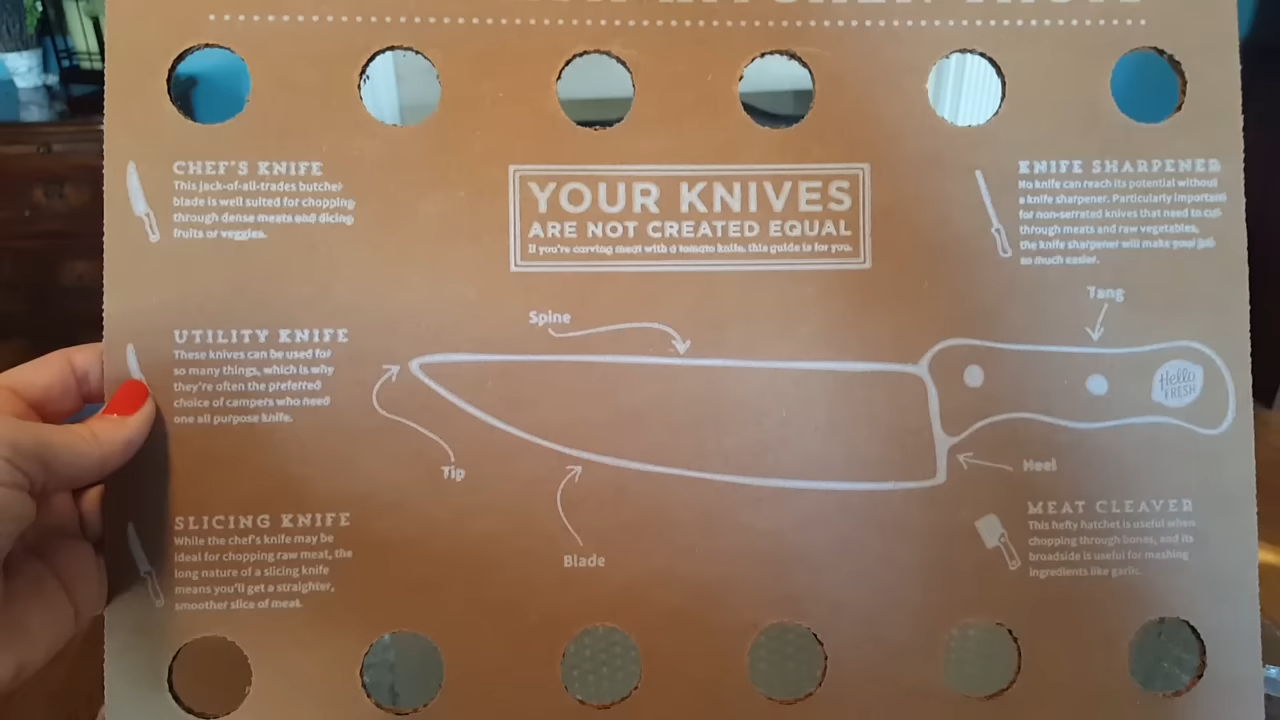 CHEF'S KNIFE
This jack-of-all-trades butcher
blade is well suited for chopping
through dense meats and dicing
fruits or veggies.
YOUR KNIVES
ARE NOT CREATED EQUAL
If you're carving meat with a tomato knife, this guide is for you.
KNIFE SHARPENER
No knife can reach its potential without
a knife sharpener. Particularly important
for non-serrated knives that need to cut
through meats and raw vegetables,
the knife sharpener will make your job
so much easier.
Tang
Spine
UTILITY KNIFE
These knives can be used for
so many things, which is why
they're often the preferred
choice of campers who need
one all purpose knife.
Hello
FRESH
Tip
Heel
Blade
SLICING KNIFE
While the chef's knife may be
ideal for chopping raw meat, the
long nature of a slicing knife
means you'll get a straighter,
smoother slice of meat.
MEAT CLEAVER
This hefty hatchet is useful when
chopping through bones, and its
broadside is useful for mashing
ingredients like garlic.